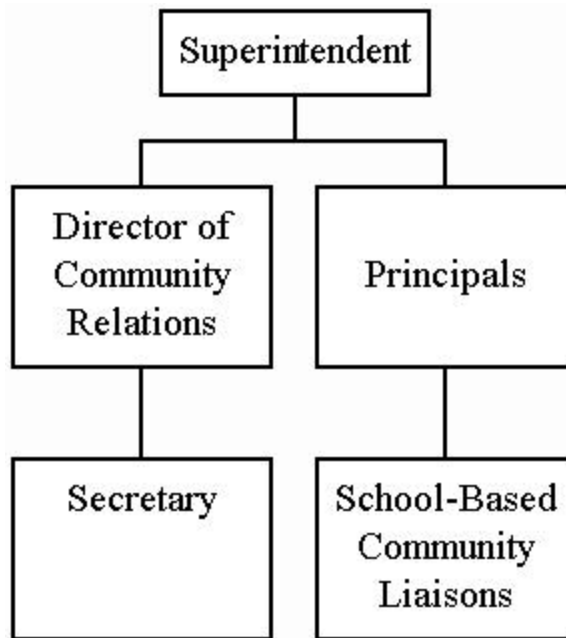 Superintendent
Director of
Community
Relations
Principals
Secretary
School-Based
Community
Liaisons